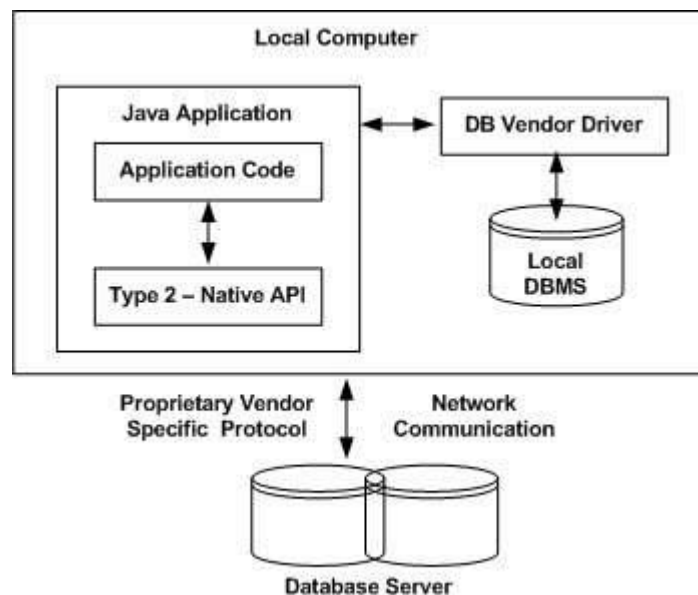 Local Computer
Java Application
DB Vendor Driver
Application Code
Type 2 – Native API
Local
DBMS
Proprietary Vendor
Specific Protocol
Network
Communication
Database Server